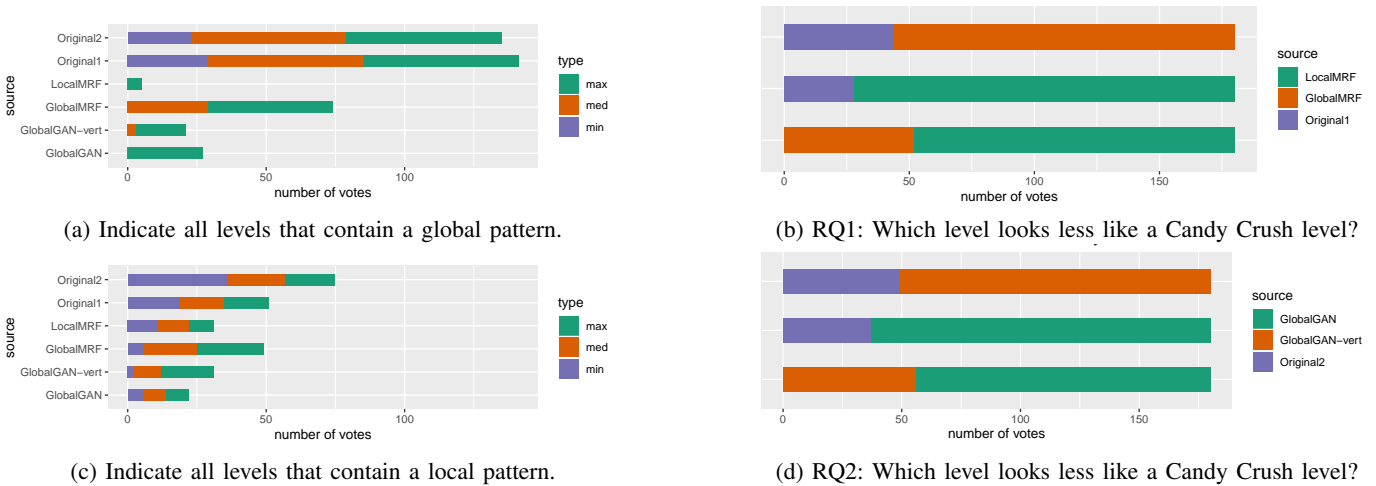 Original2
Original1
LocalMRF
GlobalMRF
GlobalGAN−vert
GlobalGAN
0 50 100
number of votes
source
type
max
med
min
(a) Indicate all levels that contain a global pattern.
0 50 100 150
number of votes
source
LocalMRF
GlobalMRF
Original1
(b) RQ1: Which level looks less like a Candy Crush level?
Original2
Original1
LocalMRF
GlobalMRF
GlobalGAN−vert
GlobalGAN
0 50 100
number of votes
source
type
max
med
min
(c) Indicate all levels that contain a local pattern.
0 50 100 150
number of votes
source
GlobalGAN
GlobalGAN−vert
Original2
(d) RQ2: Which level looks less like a Candy Crush level?